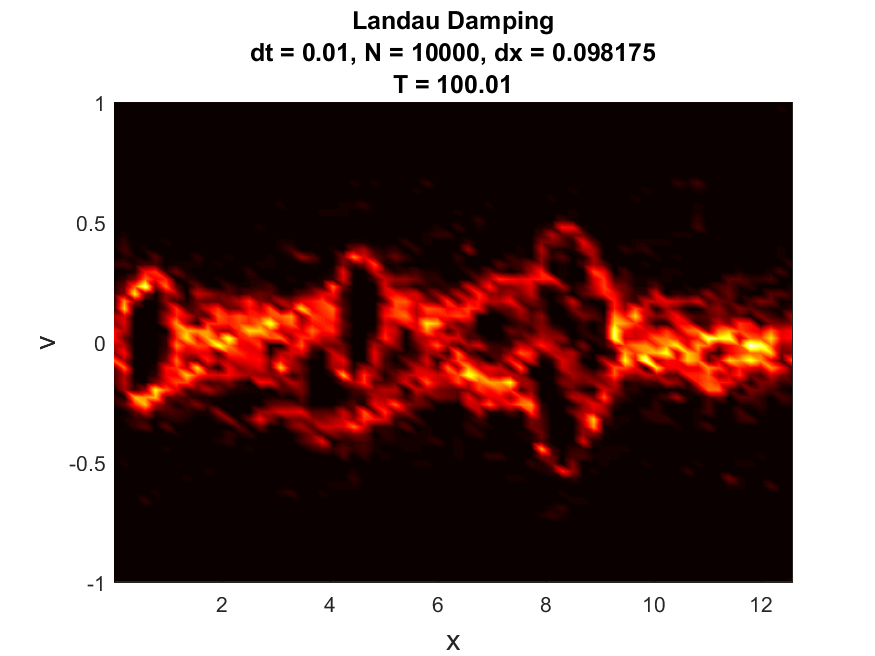 Landau Damping
dt = 0.01, N = 10000, dx = 0.098175
T = 100.01
1
0.5
0
-0.5
-1
v
2 4 6 8 10 12
x